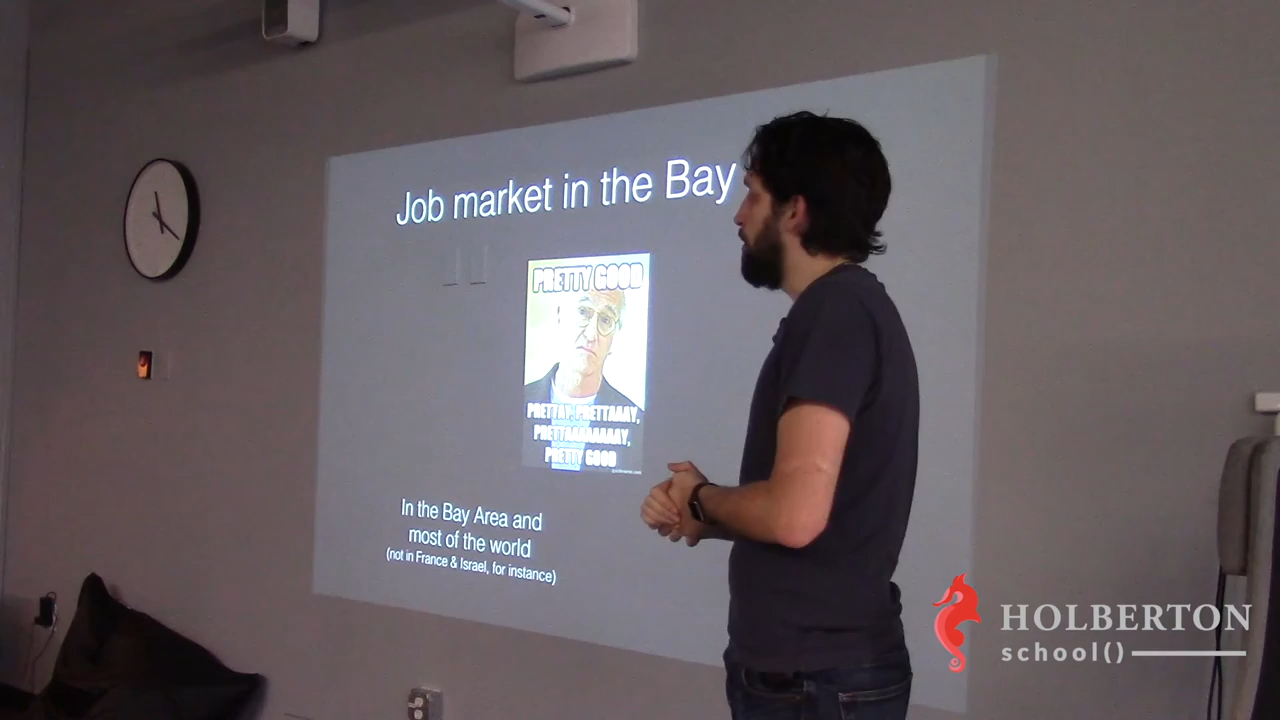 Job market in the Bay
PRETTY GOOD
PRETTAY, PRETTAAAY,
PRETTAAAAAAAY,
PRETTY GOOD
In the Bay Area and
most of the world
(not in France & Israel, for instance)
HOLBERTON
school()